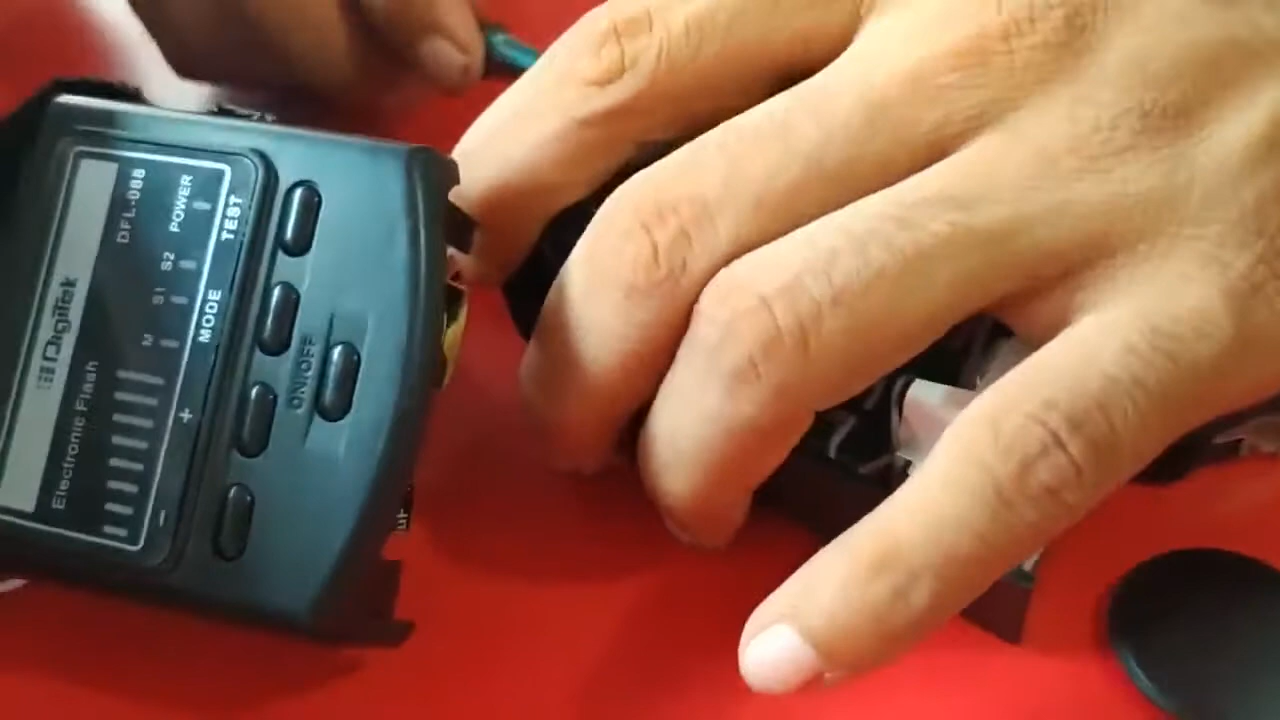 DigiTek
Electronic Flash
DFL-088
M S1 S2 POWER
- + MODE TEST
ON/OFF